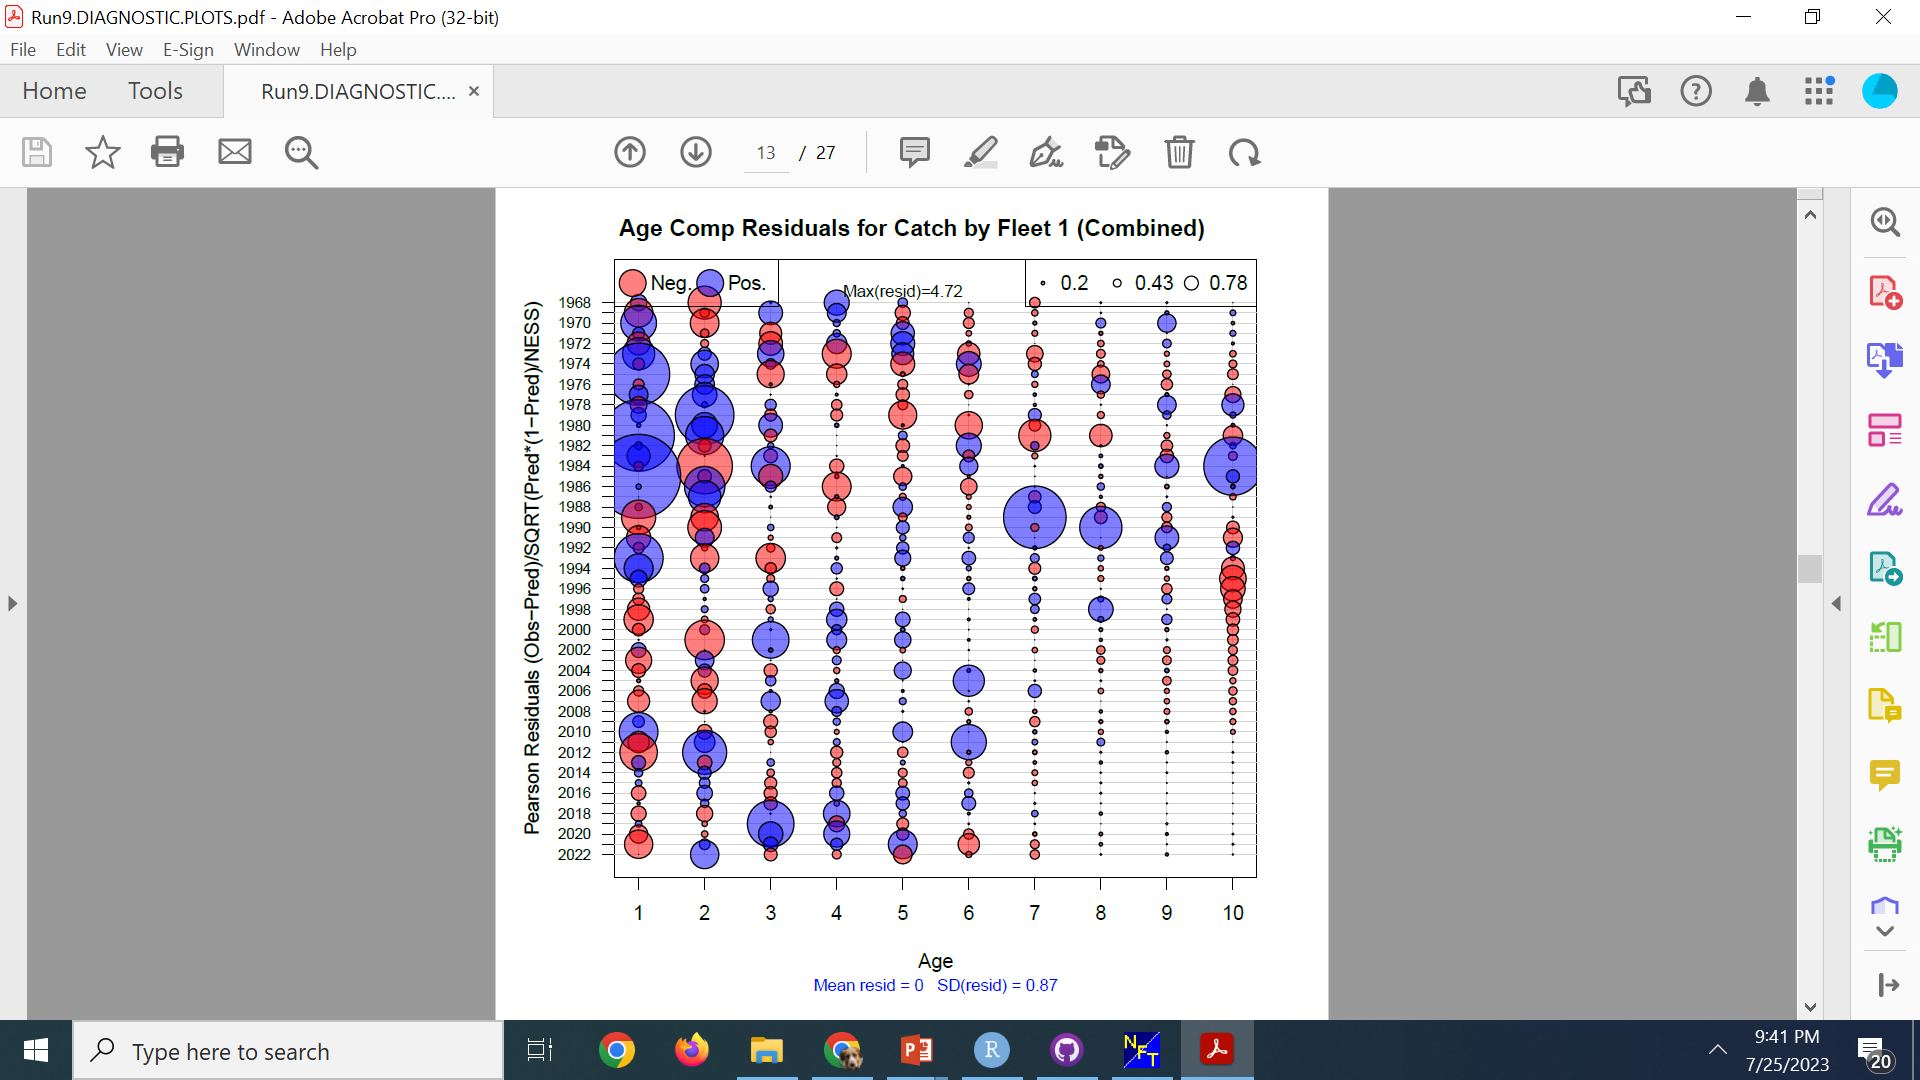 Run9.DIAGNOSTIC.PLOTS.pdf - Adobe Acrobat Pro (32-bit)
File Edit View E-Sign Window Help
Home Tools Run9.DIAGNOSTIC.... ×
13 / 27
Age Comp Residuals for Catch by Fleet 1 (Combined)
Neg. Pos. Max(resid)=4.72 0.2 0.43 0.78
Pearson Residuals (Obs−Pred)/SQRT(Pred*(1−Pred)/NESS)
1968
1970
1972
1974
1976
1978
1980
1982
1984
1986
1988
1990
1992
1994
1996
1998
2000
2002
2004
2006
2008
2010
2012
2014
2016
2018
2020
2022
1 2 3 4 5 6 7 8 9 10
Age
Mean resid = 0 SD(resid) = 0.87
Type here to search
R
N
F
T
9:41 PM
7/25/2023
20